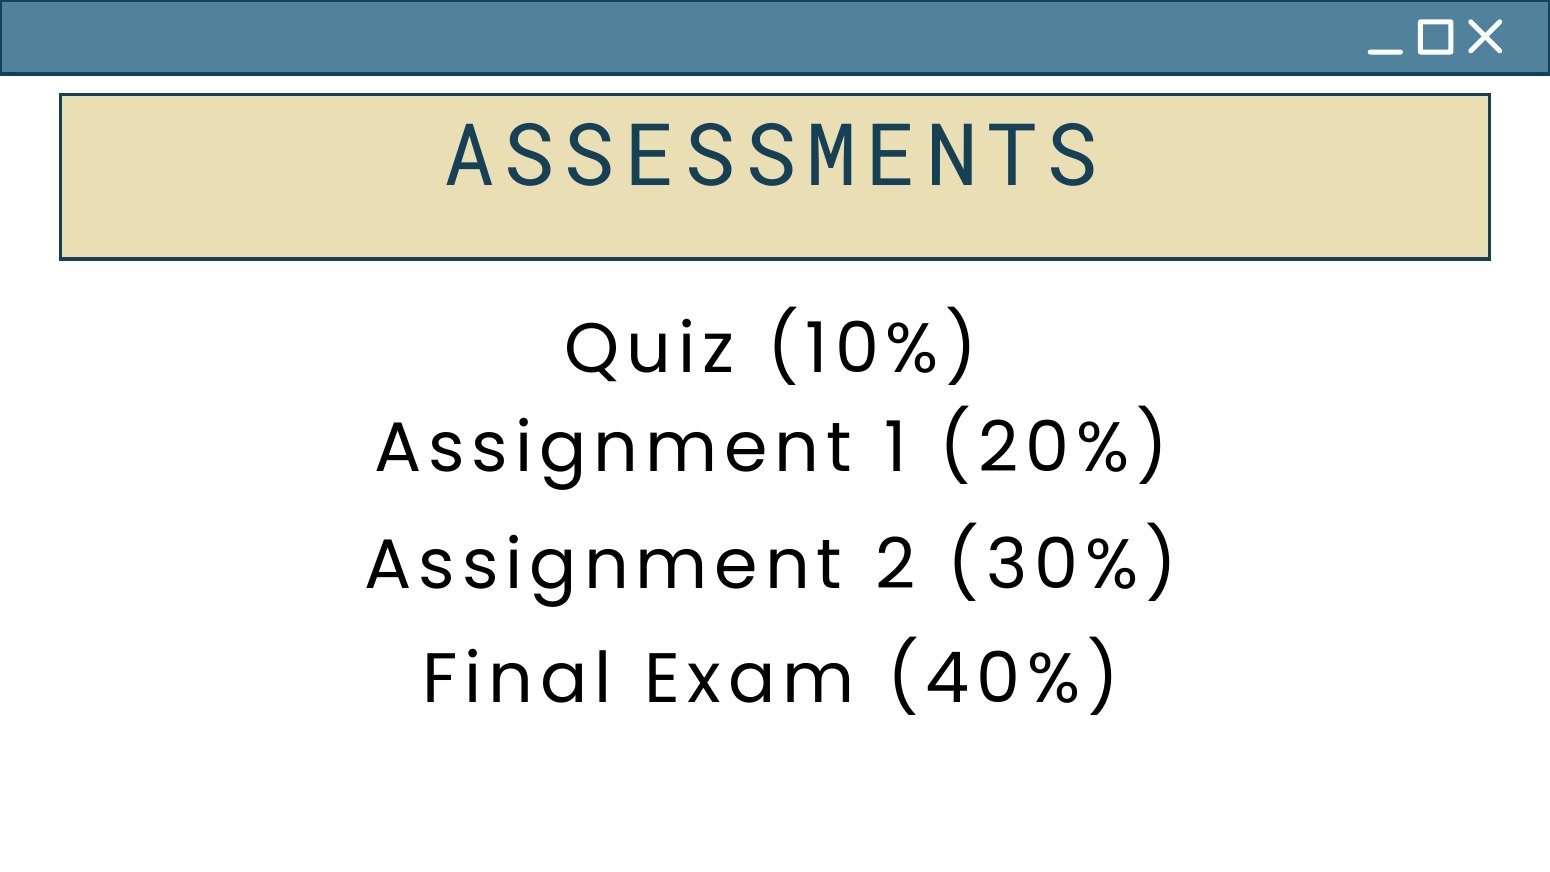 ASSESSMENTS
Quiz (10%)
Assignment 1 (20%)
Assignment 2 (30%)
Final Exam (40%)